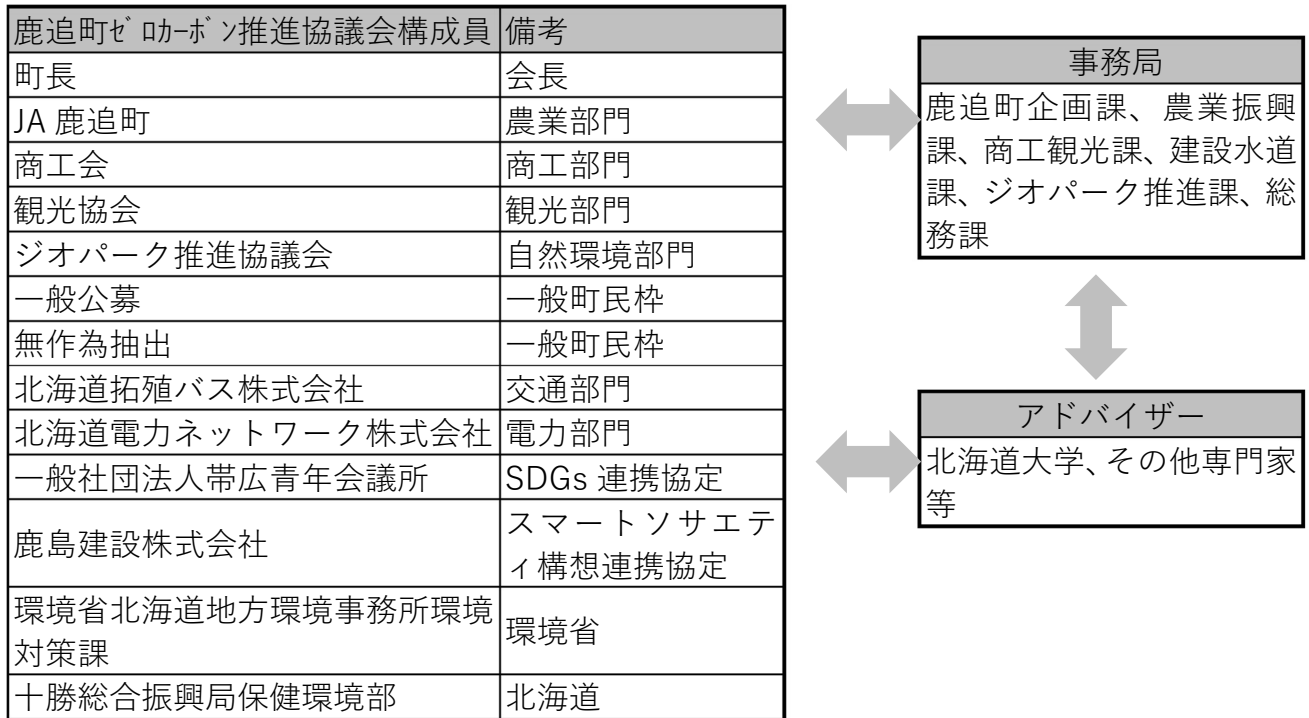 鹿追町ｾﾞﾛｶｰﾎﾞﾝ推進協議会構成員 備考
町長 会長
JA 鹿追町 農業部門
商工会 商工部門
観光協会 観光部門
ジオパーク推進協議会 自然環境部門
一般公募 一般町民枠
無作為抽出 一般町民枠
北海道拓殖バス株式会社 交通部門
北海道電力ネットワーク株式会社 電力部門
一般社団法人帯広青年会議所 SDGs 連携協定
鹿島建設株式会社 スマートソサエテ
ィ構想連携協定
環境省北海道地方環境事務所環境
対策課 環境省
十勝総合振興局保健環境部 北海道
事務局
鹿追町企画課、農業振興
課、商工観光課、建設水道
課、ジオパーク推進課、総
務課
アドバイザー
北海道大学、その他専門家
等